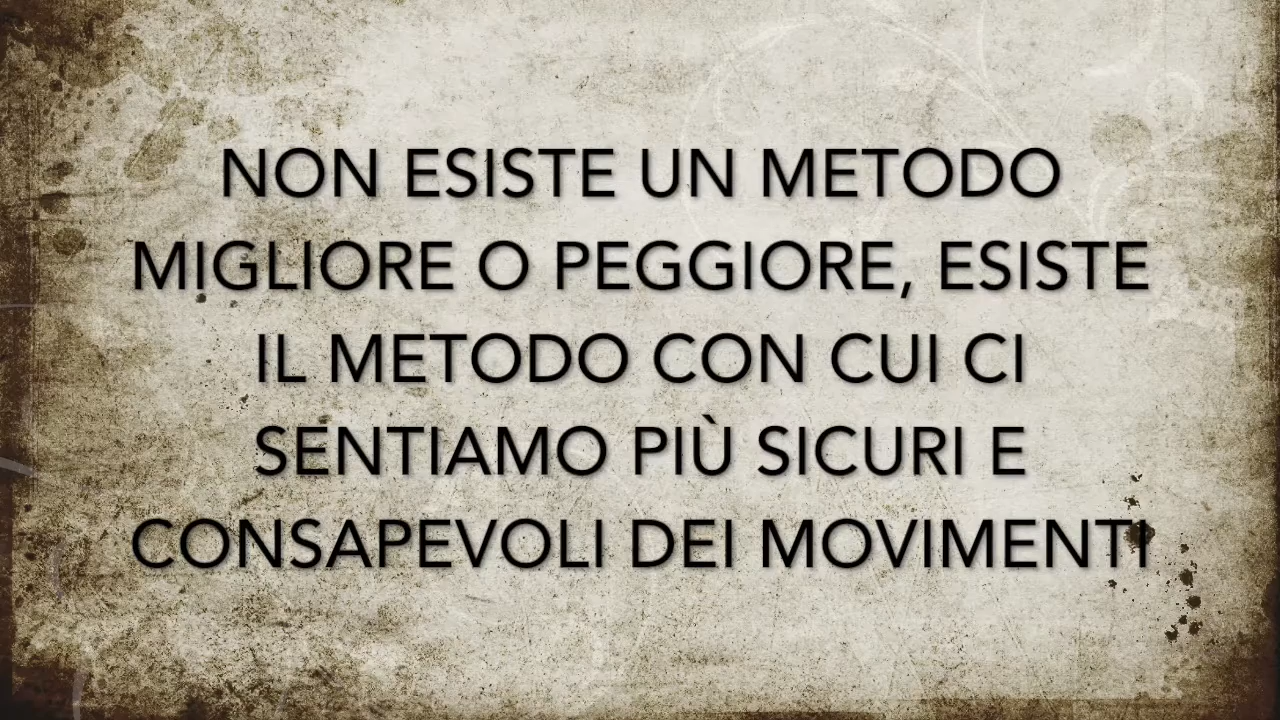 NON ESISTE UN METODO
MIGLIORE O PEGGIORE, ESISTE
IL METODO CON CUI CI
SENTIAMO PIÙ SICURI E
CONSAPEVOLI DEI MOVIMENTI